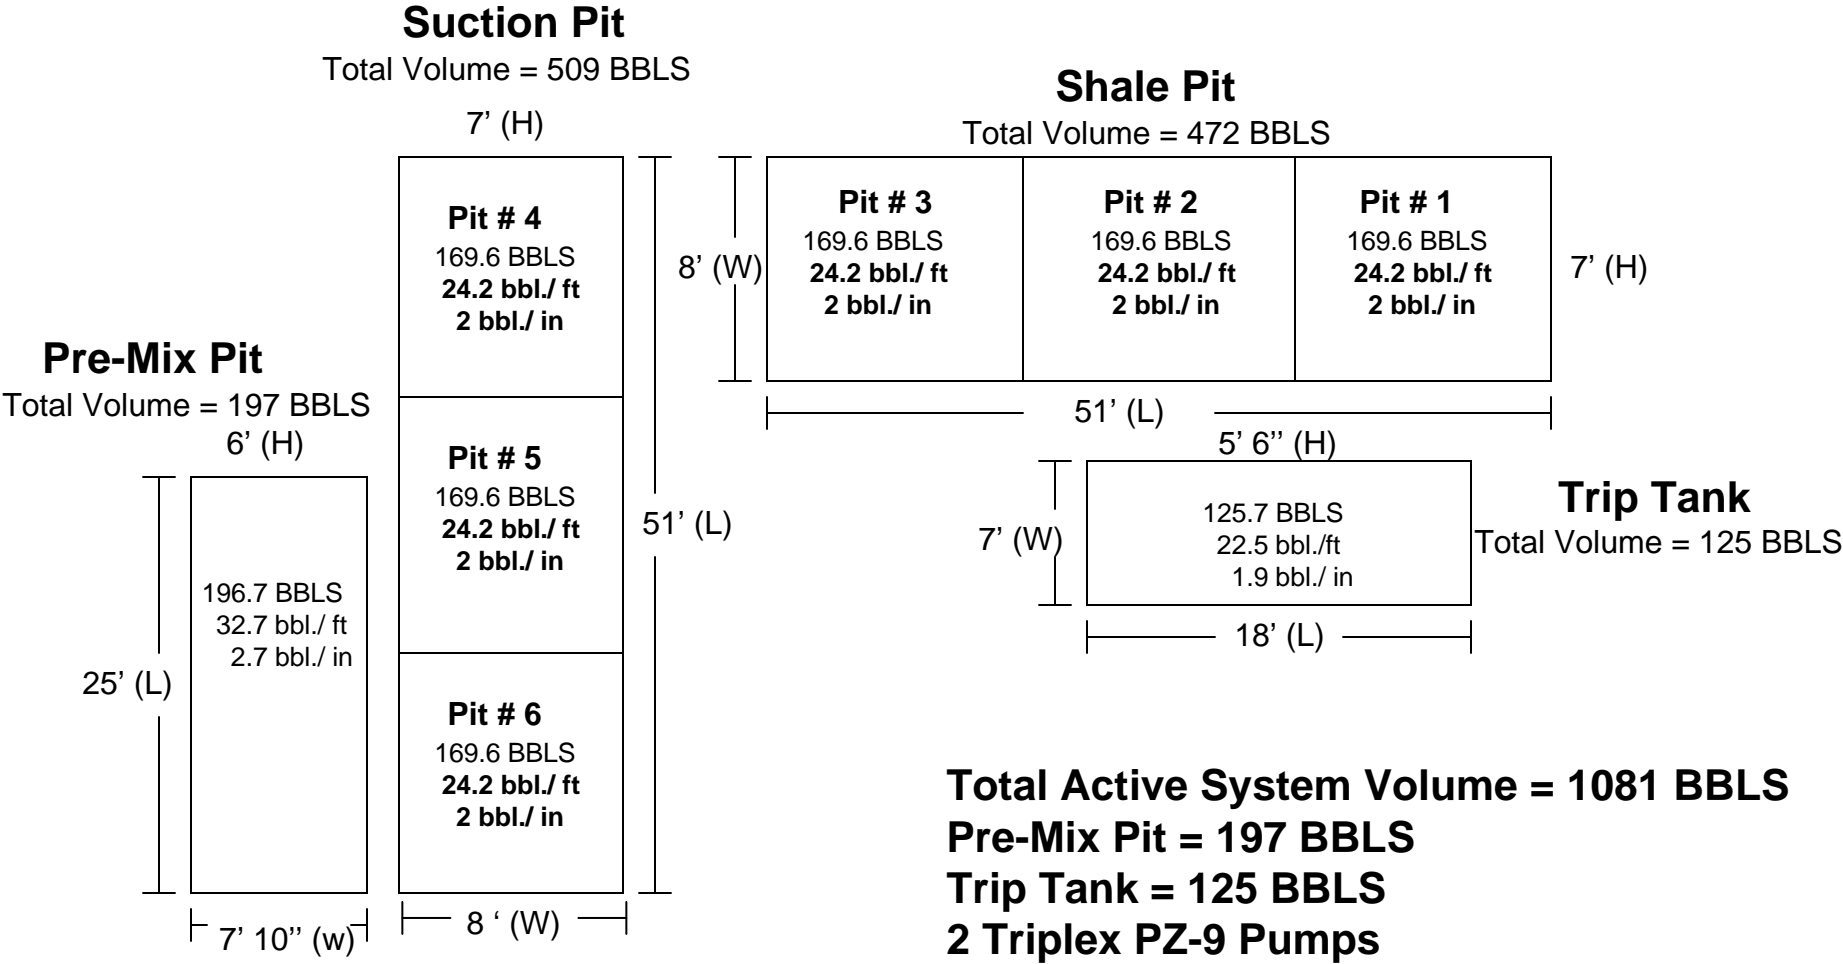 Suction Pit
Total Volume = 509 BBLS
7’ (H)
Pit # 4
169.6 BBLS
24.2 bbl./ ft
2 bbl./ in
Pit # 5
169.6 BBLS
24.2 bbl./ ft
2 bbl./ in
Pit # 6
169.6 BBLS
24.2 bbl./ ft
2 bbl./ in
51’ (L)
8 ‘ (W)
Shale Pit
Total Volume = 472 BBLS
8’ (W)
Pit # 3
169.6 BBLS
24.2 bbl./ ft
2 bbl./ in
Pit # 2
169.6 BBLS
24.2 bbl./ ft
2 bbl./ in
Pit # 1
169.6 BBLS
24.2 bbl./ ft
2 bbl./ in
7’ (H)
51’ (L)
Pre-Mix Pit
Total Volume = 197 BBLS
6’ (H)
196.7 BBLS
32.7 bbl./ ft
2.7 bbl./ in
25’ (L)
7’ 10’’ (w)
5’ 6’’ (H)
7’ (W)
125.7 BBLS
22.5 bbl./ft
1.9 bbl./ in
18’ (L)
Trip Tank
Total Volume = 125 BBLS
Total Active System Volume = 1081 BBLS
Pre-Mix Pit = 197 BBLS
Trip Tank = 125 BBLS
2 Triplex PZ-9 Pumps